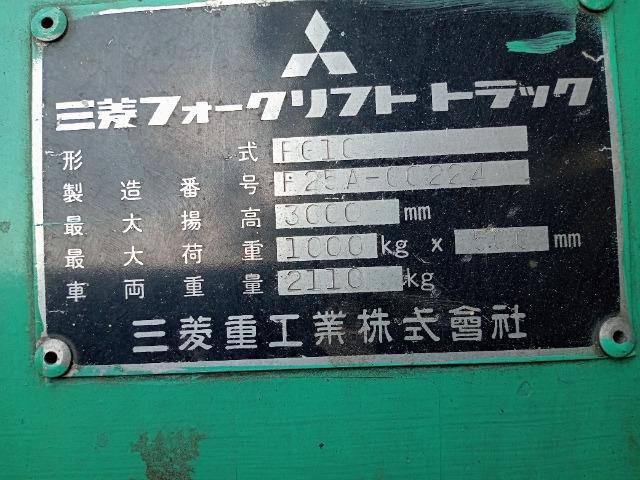 三菱フォークリフトトラック
形式 FG10
製造番号 F25A-00224
最大揚高 3000 mm
最大荷重 1000 kg x 500 mm
車両重量 2110 kg
三菱重工業株式會社